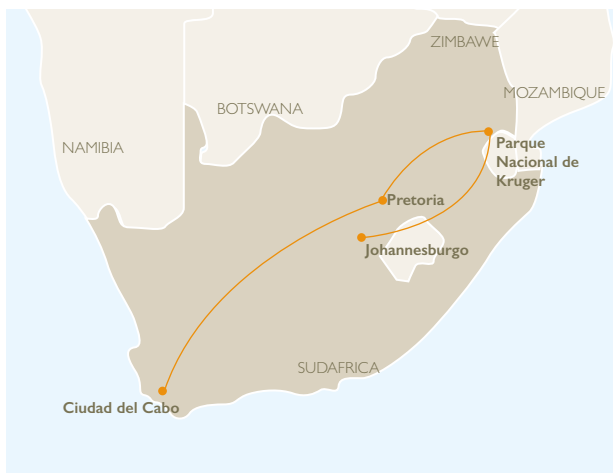 ZIMBAWE
MOZAMBIQUE
BOTSWANA
NAMIBIA
Parque
Nacional de
Kruger
Pretoria
Johannesburgo
SUDAFRICA
Ciudad del Cabo